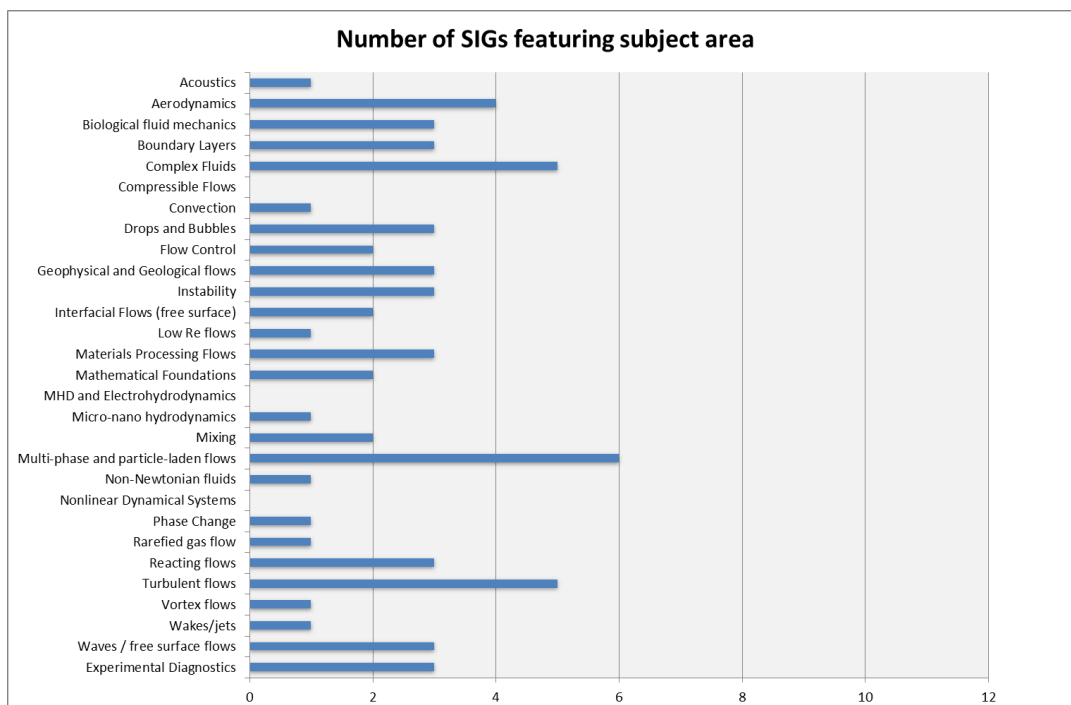 Number of SIGs featuring subject area
Acoustics
Aerodynamics
Biological fluid mechanics
Boundary Layers
Complex Fluids
Compressible Flows
Convection
Drops and Bubbles
Flow Control
Geophysical and Geological flows
Instability
Interfacial Flows (free surface)
Low Re flows
Materials Processing Flows
Mathematical Foundations
MHD and Electrohydrodynamics
Micro-nano hydrodynamics
Mixing
Multi-phase and particle-laden flows
Non-Newtonian fluids
Nonlinear Dynamical Systems
Phase Change
Rarefied gas flow
Reacting flows
Turbulent flows
Vortex flows
Wakes/jets
Waves / free surface flows
Experimental Diagnostics
0 2 4 6 8 10 12